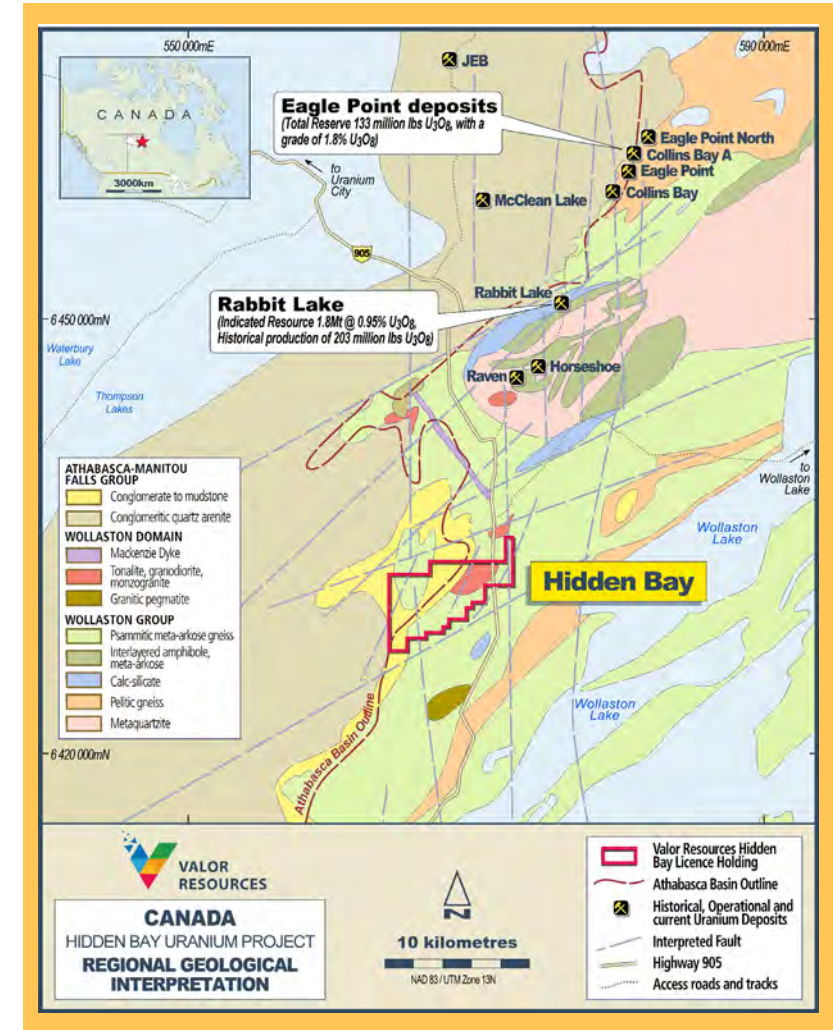 550 000mE
590 000mE
CANADA
3000km
JEB
Eagle Point deposits
(Total Reserve 133 million lbs U₃O₈, with a
grade of 1.8% U₃O₈)
Eagle Point North
Collins Bay A
Eagle Point
Collins Bay
to
Uranium
City
McClean Lake
905
Rabbit Lake
Rabbit Lake
(Indicated Resource 1.8Mt @ 0.95% U₃O₈,
Historical production of 203 million lbs U₃O₈)
6 450 000mN
Waterbury
Lake
Thompson
Lakes
Horseshoe
Raven
to
Wollaston
Lake
Wollaston
Lake
ATHABASCA-MANITOU
FALLS GROUP
Conglomerate to mudstone
Conglomeritic quartz arenite
WOLLASTON DOMAIN
Mackenzie Dyke
Tonalite, granodiorite,
monzogranite
Granitic pegmatite
WOLLASTON GROUP
Psammitic meta-arkose gneiss
Interlayered amphibole,
meta-arkose
Calc-silicate
Pelitic gneiss
Metaquartzite
Hidden Bay
Wollaston
Lake
6 420 000mN
Athabasca Basin Outline
VALOR
RESOURCES
CANADA
HIDDEN BAY URANIUM PROJECT
REGIONAL GEOLOGICAL
INTERPRETATION
N
10 kilometres
NAD 83 / UTM Zone 13N
Valor Resources Hidden
Bay Licence Holding
Athabasca Basin Outline
Historical, Operational and
current Uranium Deposits
Interpreted Fault
Highway 905
Access roads and tracks